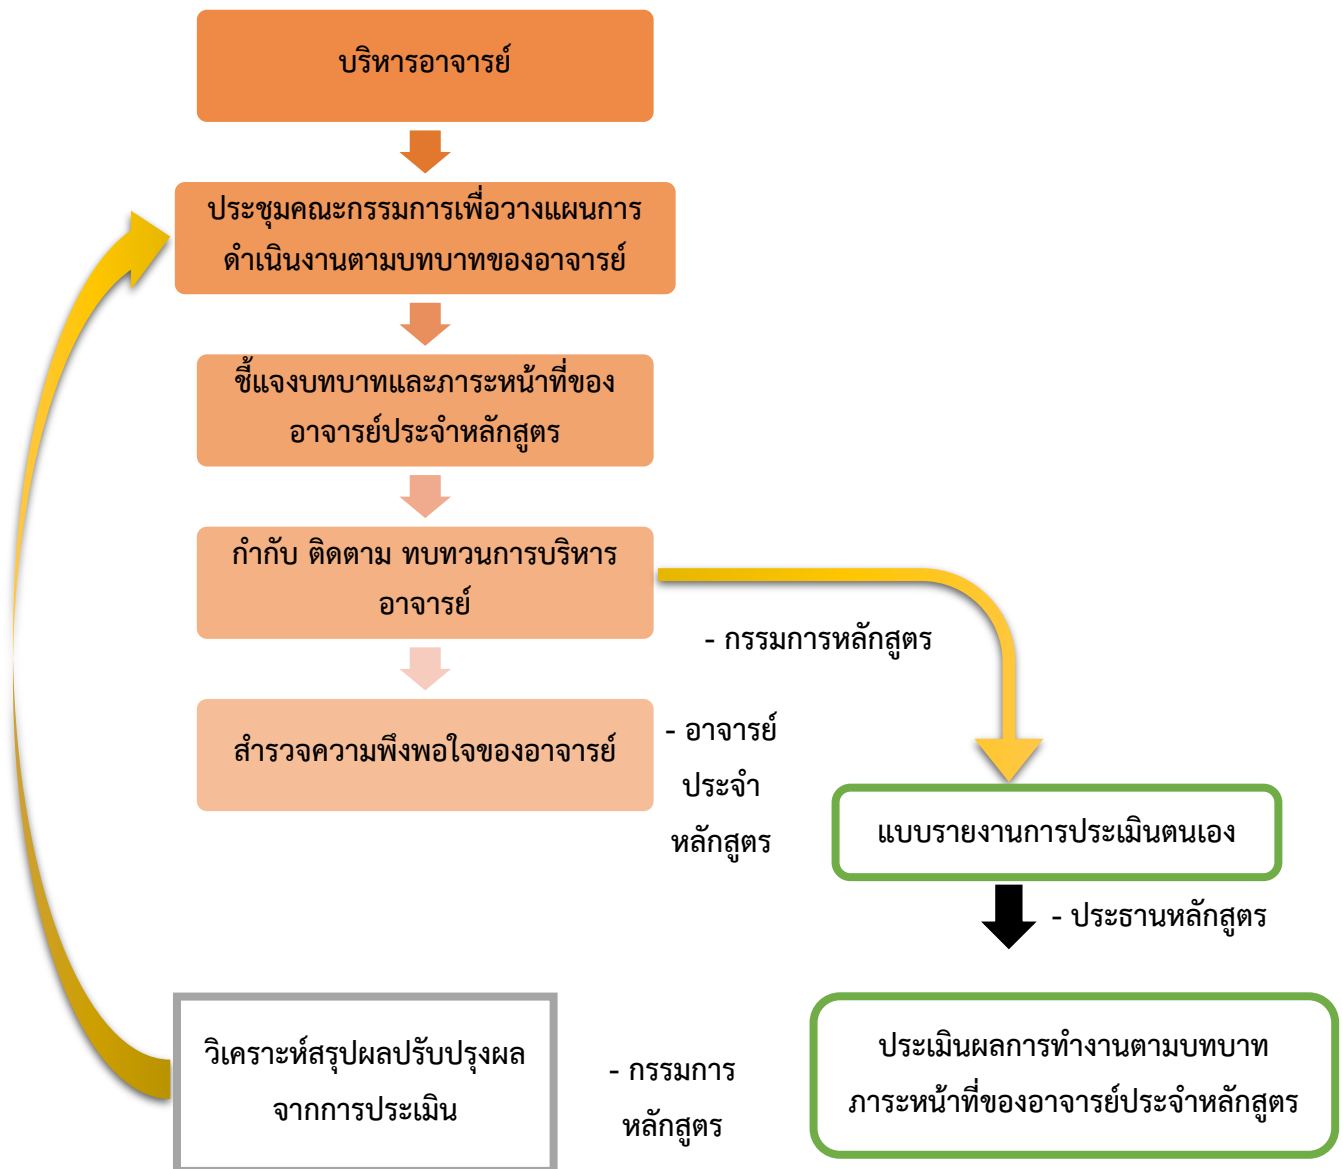 บริหารอาจารย์
ประชุมคณะกรรมการเพื่อวางแผนการ
ดำเนินงานตามบทบาทของอาจารย์
ชี้แจงบทบาทและภาระหน้าที่ของ
อาจารย์ประจำหลักสูตร
กำกับ ติดตาม ทบทวนการบริหาร
อาจารย์
- กรรมการหลักสูตร
สำรวจความพึงพอใจของอาจารย์
- อาจารย์
ประจำ
หลักสูตร
แบบรายงานการประเมินตนเอง
- ประธานหลักสูตร
ประเมินผลการทำงานตามบทบาท
ภาระหน้าที่ของอาจารย์ประจำหลักสูตร
- กรรมการ
หลักสูตร
วิเคราะห์สรุปผลปรับปรุงผล
จากการประเมิน